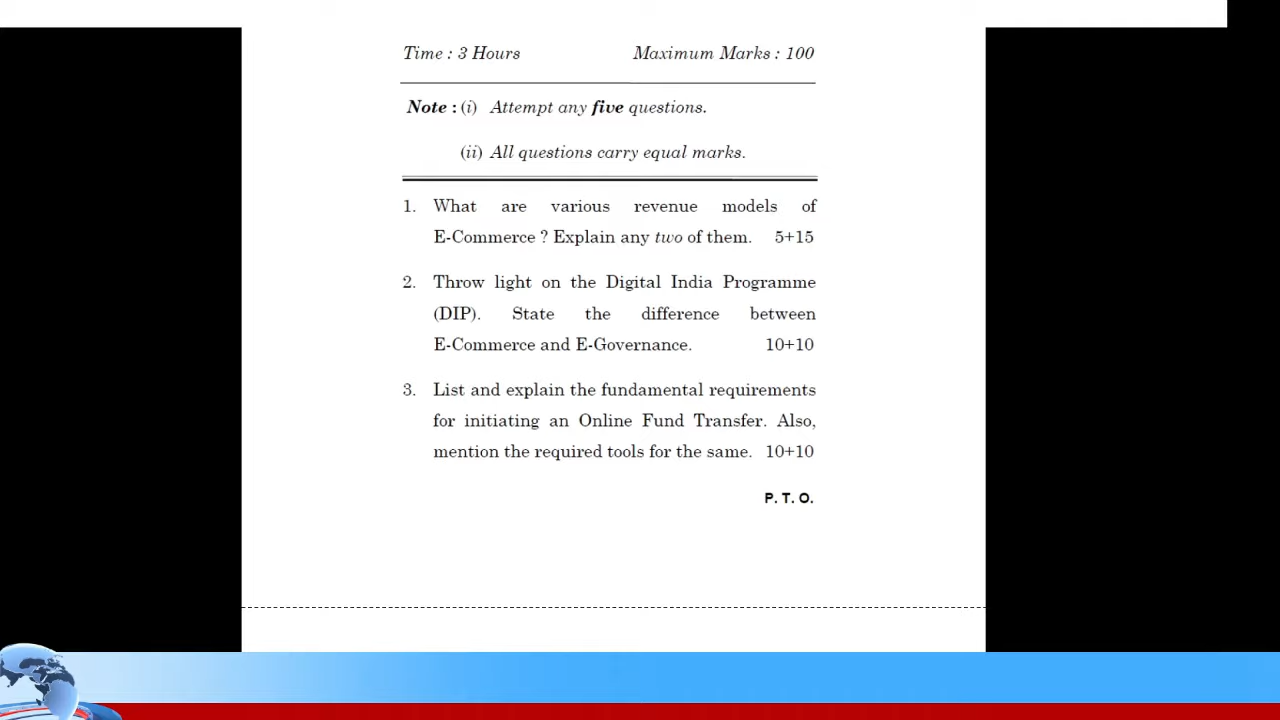 Time : 3 Hours Maximum Marks : 100
Note : (i) Attempt any five questions.
(ii) All questions carry equal marks.
1. What are various revenue models of
E-Commerce ? Explain any two of them. 5+15
2. Throw light on the Digital India Programme
(DIP). State the difference between
E-Commerce and E-Governance. 10+10
3. List and explain the fundamental requirements
for initiating an Online Fund Transfer. Also,
mention the required tools for the same. 10+10
P. T. O.